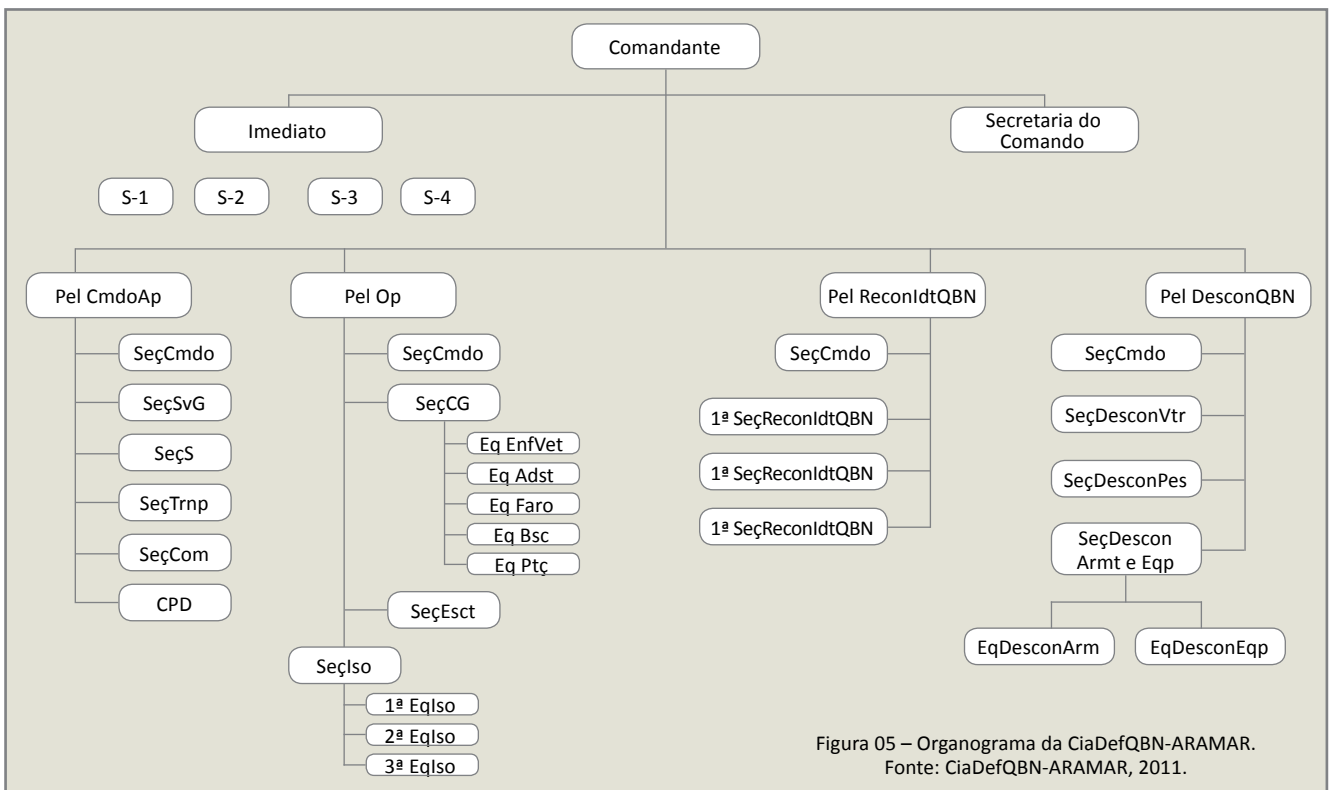 Comandante
Imediato
Secretaria do
Comando
S-1
S-2
S-3
S-4
Pel CmdoAp
SeçCmdo
SeçSvG
SeçS
SeçTrnp
SeçCom
CPD
Pel Op
SeçCmdo
SeçCG
Eq EnfVet
Eq Adst
Eq Faro
Eq Bsc
Eq Ptç
SeçEsct
SeçIso
1ª EqIso
2ª EqIso
3ª EqIso
Pel ReconIdtQBN
SeçCmdo
1ª SeçReconIdtQBN
1ª SeçReconIdtQBN
1ª SeçReconIdtQBN
Pel DesconQBN
SeçCmdo
SeçDesconVtr
SeçDesconPes
SeçDescon
Armt e Eqp
EqDesconArm
EqDesconEqp
Figura 05 – Organograma da CiaDefQBN-ARAMAR.
Fonte: CiaDefQBN-ARAMAR, 2011.